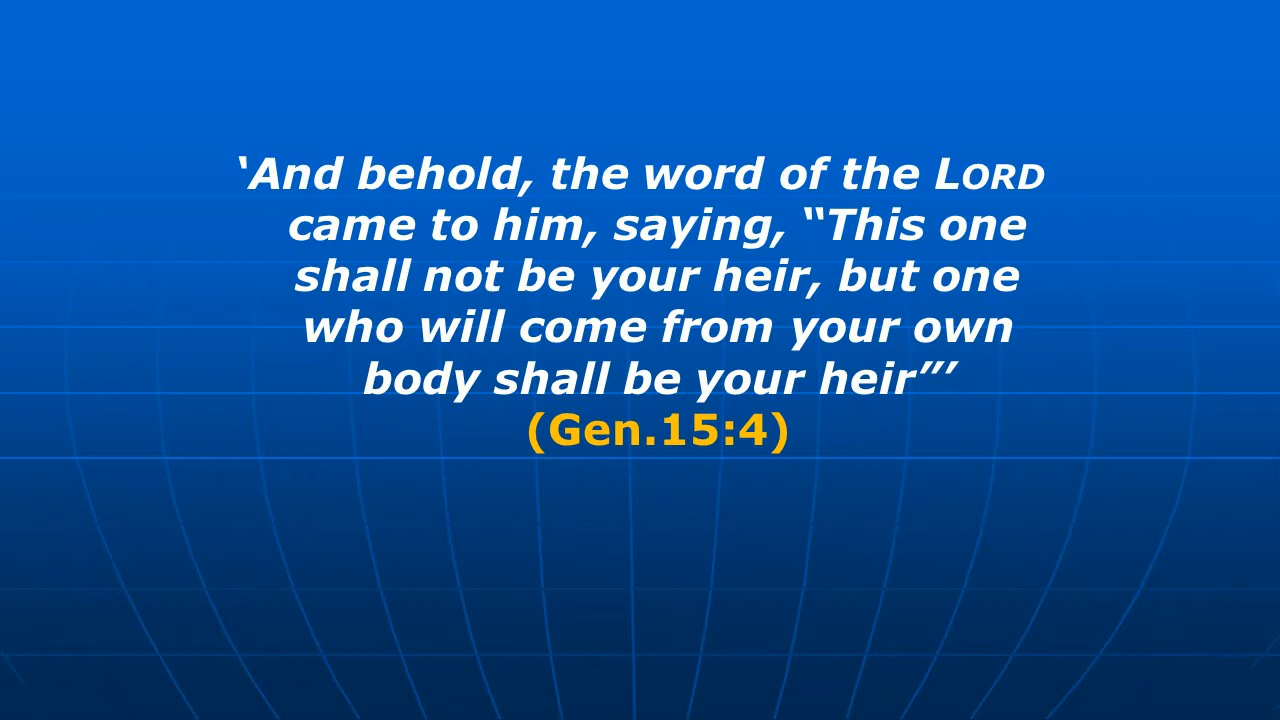 ‘And behold, the word of the LORD
came to him, saying, “This one
shall not be your heir, but one
who will come from your own
body shall be your heir”’
(Gen.15:4)